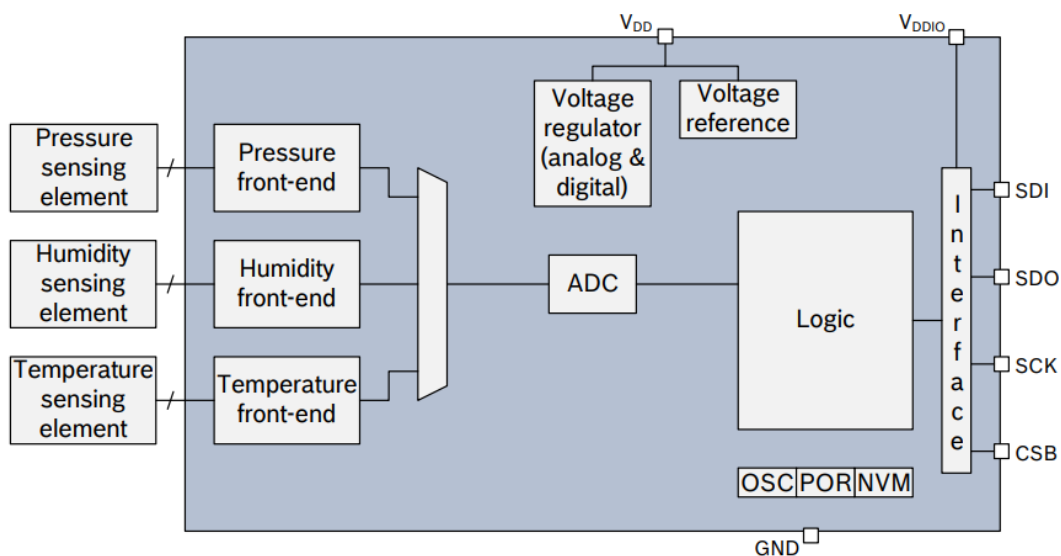 VDD
VDDIO
Voltage
regulator
(analog &
digital)
Voltage
reference
Pressure
sensing
element
Pressure
front-end
Humidity
sensing
element
Humidity
front-end
Temperature
sensing
element
Temperature
front-end
ADC
Logic
OSC POR NVM
Interface
SDI
SDO
SCK
CSB
GND